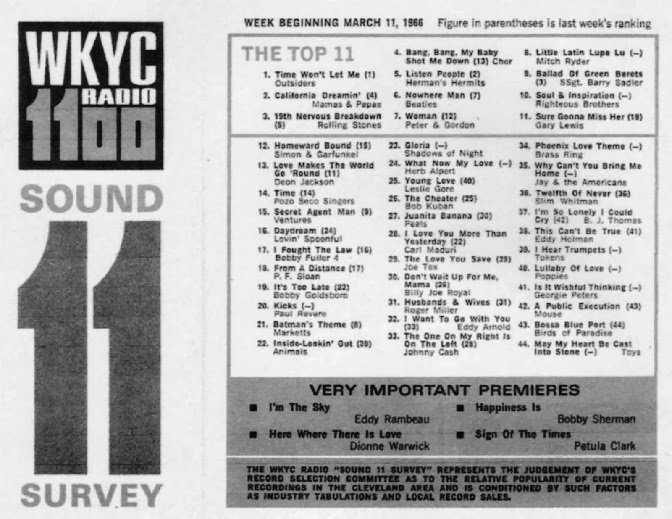 WKYC
RADIO
1100
SOUND
11
SURVEY
WEEK BEGINNING MARCH 11, 1966 Figure in parentheses is last week's ranking
THE TOP 11
1. Time Won't Let Me (1)
Outsiders
2. California Dreamin' (4)
Mamas & Papas
3. 19th Nervous Breakdown
(5) Rolling Stones
4. Bang, Bang, My Baby
Shot Me Down (13) Cher
5. Listen People (2)
Herman's Hermits
6. Nowhere Man (7)
Beatles
7. Woman (12)
Peter & Gordon
8. Little Latin Lupe Lu (—)
Mitch Ryder
9. Ballad Of Green Berets
(3) SSgt. Barry Sadler
10. Soul & Inspiration (—)
Righteous Brothers
11. Sure Gonna Miss Her (19)
Gary Lewis
12. Homeward Bound (15)
Simon & Garfunkel
13. Love Makes The World
Go 'Round (11)
Deon Jackson
14. Time (14)
Pozo Seco Singers
15. Secret Agent Man (9)
Ventures
16. Daydream (24)
Lovin' Spoonful
17. I Fought The Law (16)
Bobby Fuller 4
18. From A Distance (17)
P. F. Sloan
19. It's Too Late (23)
Bobby Goldsboro
20. Kicks (—)
Paul Revere
21. Batman's Theme (8)
Marketts
22. Inside-Lookin' Out (29)
Animals
23. Gloria (—)
Shadows of Night
24. What Now My Love (—)
Herb Alpert
25. Young Love (40)
Leslie Gore
26. The Cheater (25)
Bob Kuban
27. Juanita Banana (20)
Peels
28. I Love You More Than
Yesterday (22)
Carl Maduri
29. The Love You Save (29)
Joe Tex
30. Don't Wait Up For Me,
Mama (26)
Billy Joe Royal
31. Husbands & Wives (31)
Roger Miller
32. I Want To Go With You
(33) Eddy Arnold
33. The One On My Right Is
On The Left (28)
Johnny Cash
34. Phoenix Love Theme (—)
Brass Ring
35. Why Can't You Bring Me
Home (—)
Jay & the Americans
36. Twelfth Of Never (36)
Slim Whitman
37. I'm So Lonely I Could
Cry (42) B. J. Thomas
38. This Can't Be True (41)
Eddy Holman
39. I Hear Trumpets (—)
Tokens
40. Lullaby Of Love (—)
Poppies
41. Is It Wishful Thinking (—)
Georgie Peters
42. A Public Execution (43)
Mouse
43. Bossa Blue Port (44)
Birds of Paradise
44. May My Heart Be Cast
Into Stone (—) Toys
VERY IMPORTANT PREMIERES
■ I'm The Sky
Eddy Rambeau
■ Here Where There Is Love
Dionne Warwick
■ Happiness Is
Bobby Sherman
■ Sign Of The Times
Petula Clark
THE WKYC RADIO "SOUND 11 SURVEY" REPRESENTS THE JUDGEMENT OF WKYC'S
RECORD SELECTION COMMITTEE AS TO THE RELATIVE POPULARITY OF CURRENT
RECORDINGS IN THE CLEVELAND AREA AND IS CONDITIONED BY SUCH FACTORS
AS INDUSTRY TABULATIONS AND LOCAL RECORD SALES.